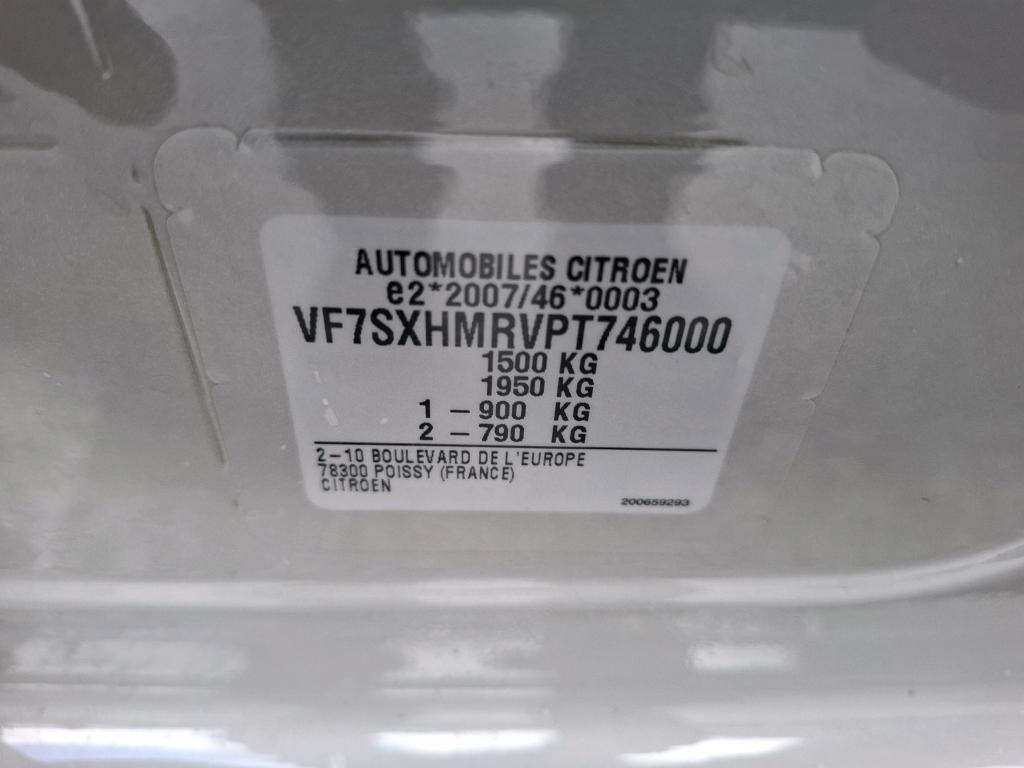 AUTOMOBILES CITROEN
e2*2007/46*0003
VF7SXHMRVPT746000
1500 KG
1950 KG
1 – 900 KG
2 – 790 KG
2–10 BOULEVARD DE L'EUROPE
78300 POISSY (FRANCE)
CITROEN
200659293